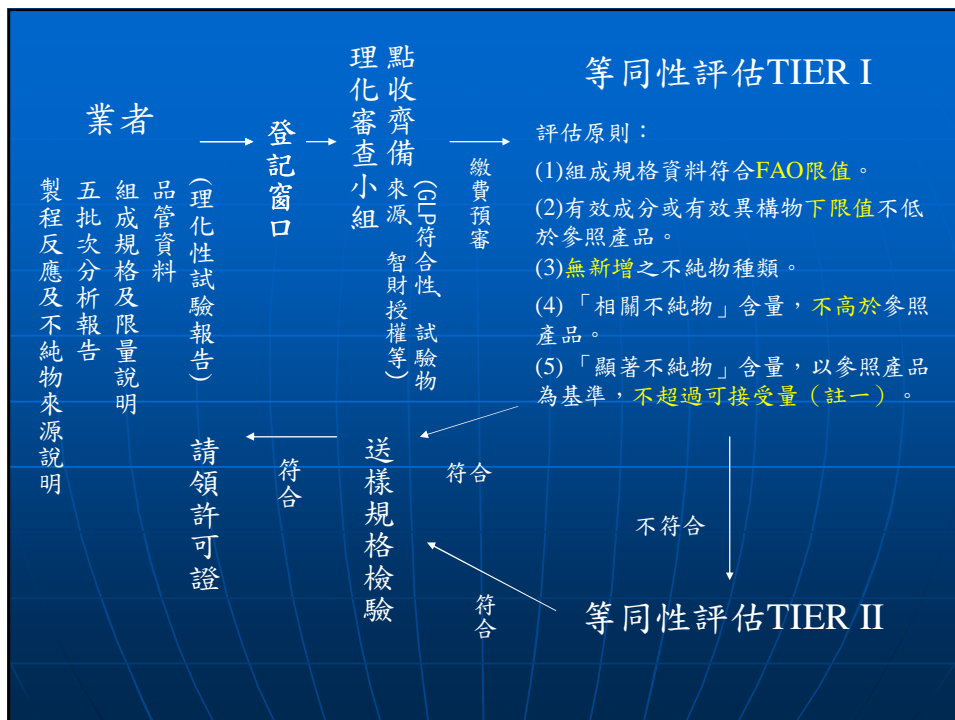 業者
(理化性試驗報告)
品管資料
組成規格及限量說明
五批次分析報告
製程反應及不純物來源說明
登記窗口
點收齊備
(GLP符合性、試驗物
來源、智財授權等)
理化審查小組
繳費預審
等同性評估TIER I
評估原則：
(1)組成規格資料符合FAO限值。
(2)有效成分或有效異構物下限值不低
於參照產品。
(3)無新增之不純物種類。
(4)「相關不純物」含量，不高於參照
產品。
(5)「顯著不純物」含量，以參照產品
為基準，不超過可接受量（註一）。
符合
不符合
等同性評估TIER II
符合
送樣規格檢驗
符合
請領許可證